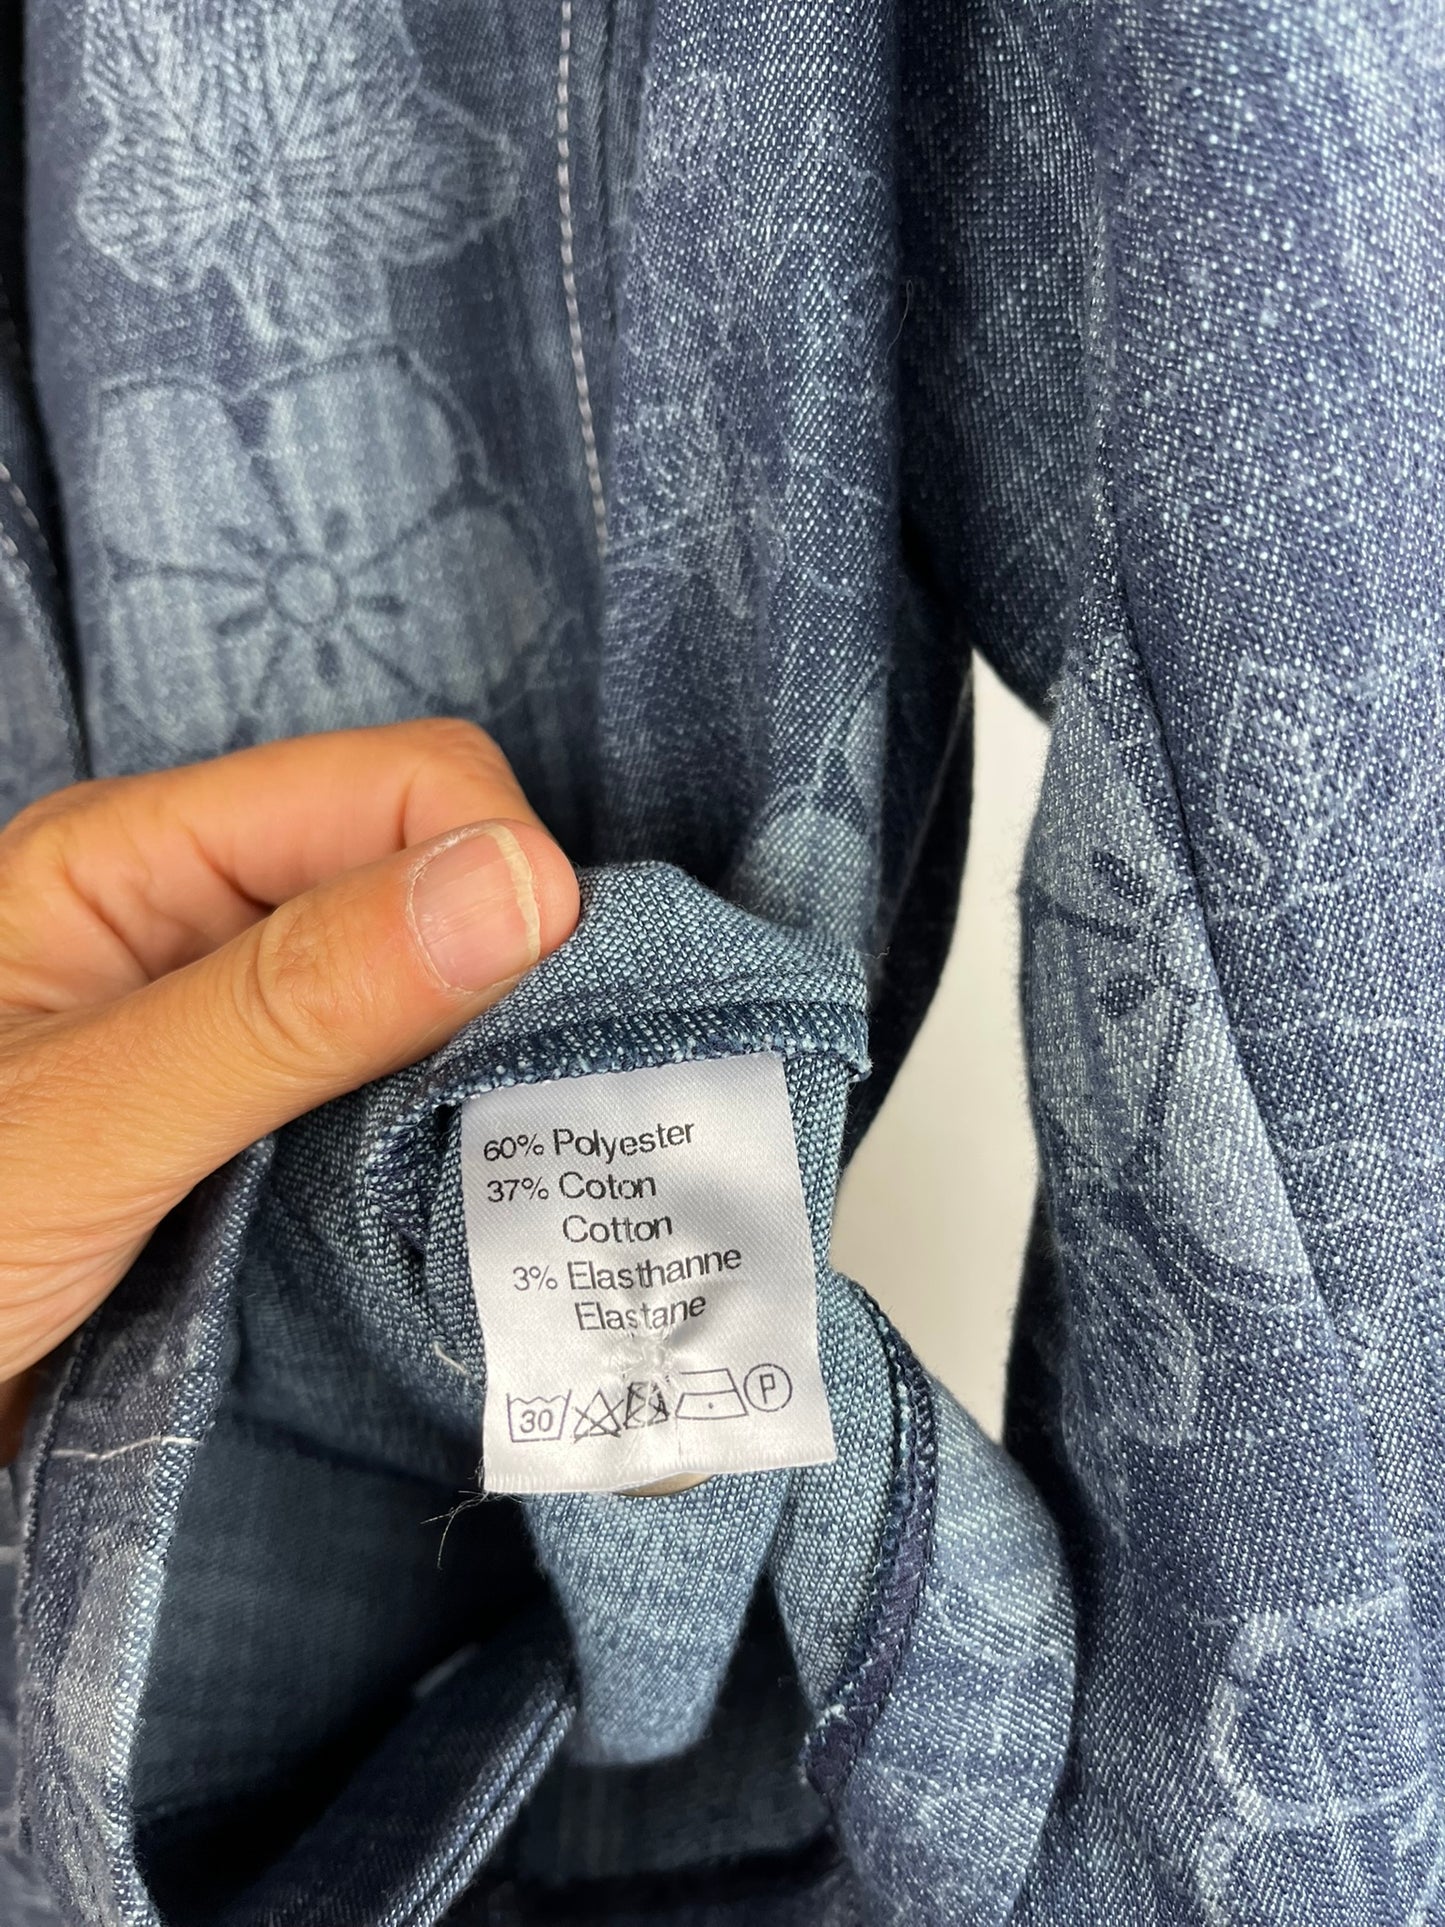 60% Polyester
37% Coton
Cotton
3% Elasthanne
Elastane
30 P